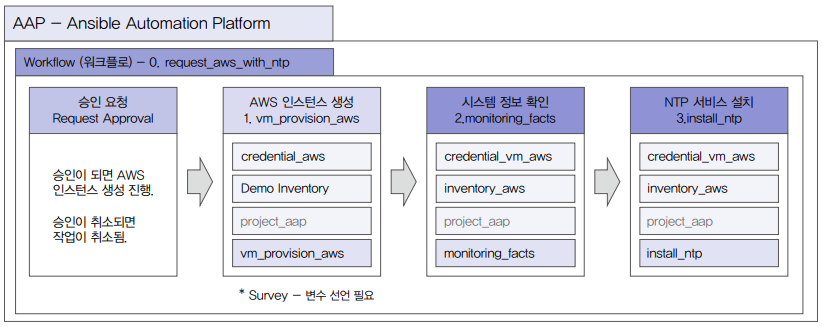 AAP – Ansible Automation Platform
Workflow (워크플로) – 0. request_aws_with_ntp
승인 요청
Request Approval
승인이 되면 AWS
인스턴스 생성 진행.
승인이 취소되면
작업이 취소됨.
AWS 인스턴스 생성
1. vm_provision_aws
credential_aws
Demo Inventory
project_aap
vm_provision_aws
* Survey – 변수 선언 필요
시스템 정보 확인
2.monitoring_facts
credential_vm_aws
inventory_aws
project_aap
monitoring_facts
NTP 서비스 설치
3.install_ntp
credential_vm_aws
inventory_aws
project_aap
install_ntp